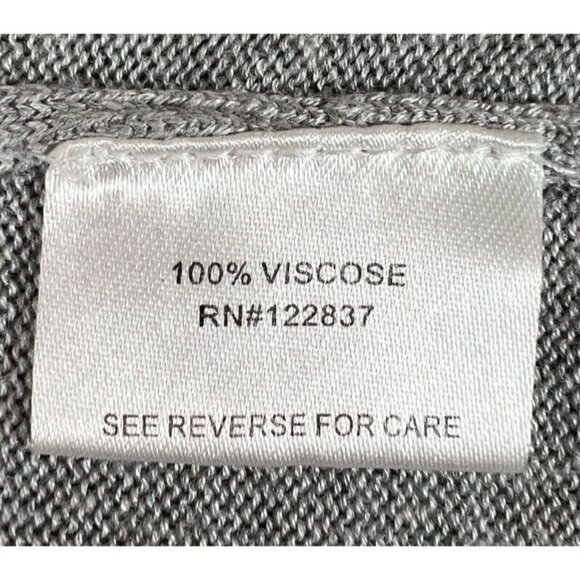 100% VISCOSE
RN#122837
SEE REVERSE FOR CARE